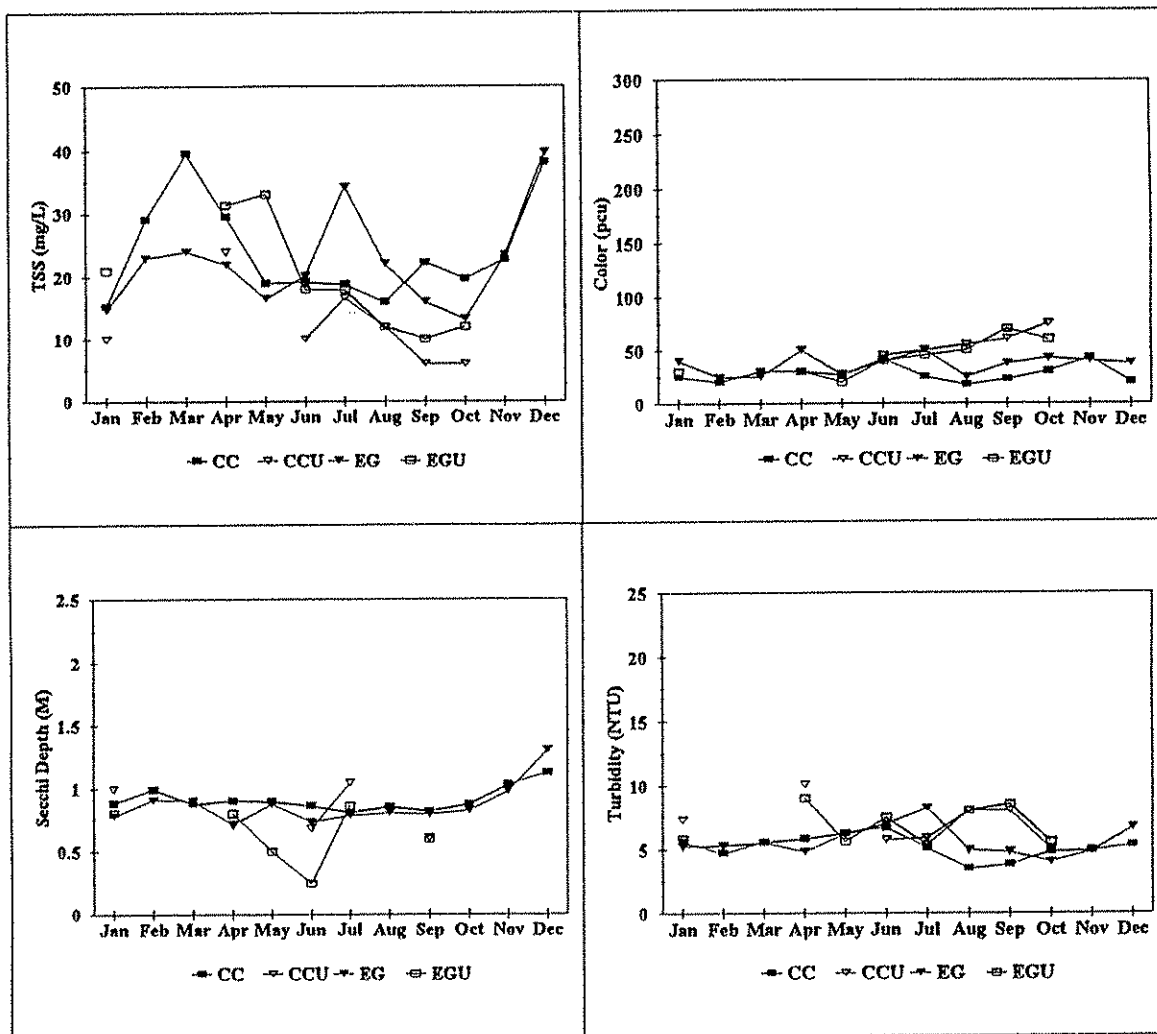 50
40
30
20
10
0
TSS (mg/L)
Jan Feb Mar Apr May Jun Jul Aug Sep Oct Nov Dec
CC CCU EG EGU
300
250
200
150
100
50
0
Color (pcu)
Jan Feb Mar Apr May Jun Jul Aug Sep Oct Nov Dec
CC CCU EG EGU
2.5
2
1.5
1
0.5
0
Secchi Depth (M)
Jan Feb Mar Apr May Jun Jul Aug Sep Oct Nov Dec
CC CCU EG EGU
25
20
15
10
5
0
Turbidity (NTU)
Jan Feb Mar Apr May Jun Jul Aug Sep Oct Nov Dec
CC CCU EG EGU